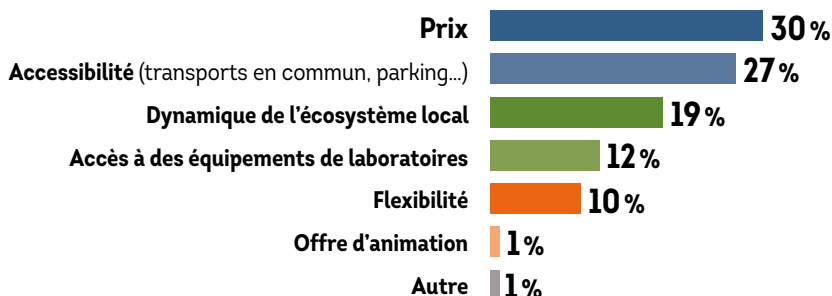 Prix 30 %
Accessibilité (transports en commun, parking...) 27 %
Dynamique de l'écosystème local 19 %
Accès à des équipements de laboratoires 12 %
Flexibilité 10 %
Offre d'animation 1 %
Autre 1 %